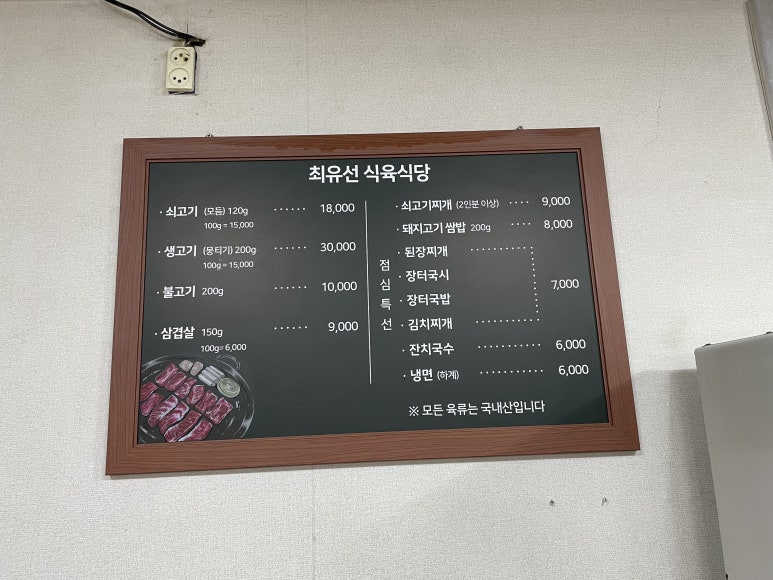 최유선 식육식당
· 쇠고기 (모듬) 120g ······ 18,000
100g = 15,000
· 생고기 (뭉티기) 200g ······ 30,000
100g = 15,000
· 불고기 200g ······ 10,000
· 삼겹살 150g ······ 9,000
100g= 6,000
점심특선
· 쇠고기찌개 (2인분 이상) ···· 9,000
· 돼지고기 쌈밥 200g ···· 8,000
· 된장찌개
· 장터국시
· 장터국밥
· 김치찌개
7,000
· 잔치국수 ··········· 6,000
· 냉면 (하계) ··········· 6,000
※ 모든 육류는 국내산입니다